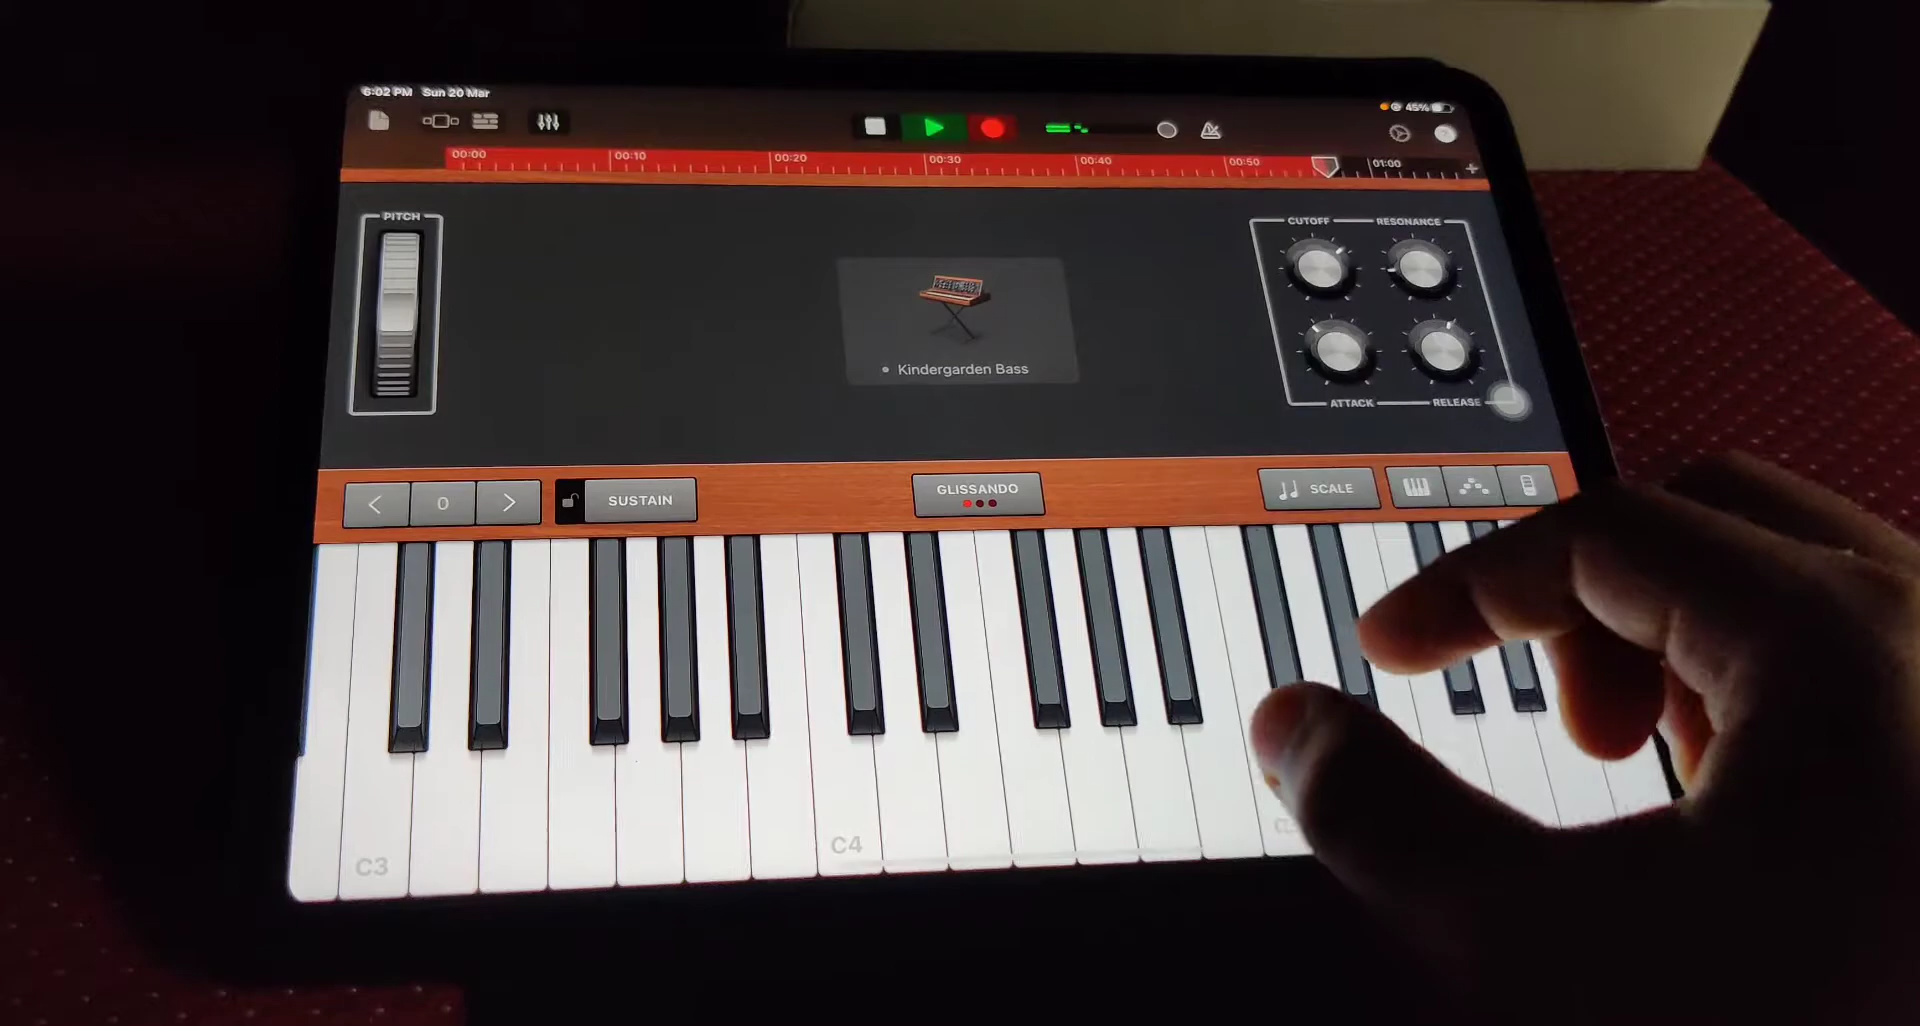 6:02 PM Sun 20 Mar
45%
00:00 00:10 00:20 00:30 00:40 00:50 01:00
PITCH
CUTOFF RESONANCE
Kindergarden Bass
ATTACK RELEASE
0
SUSTAIN
GLISSANDO
SCALE
C3
C4